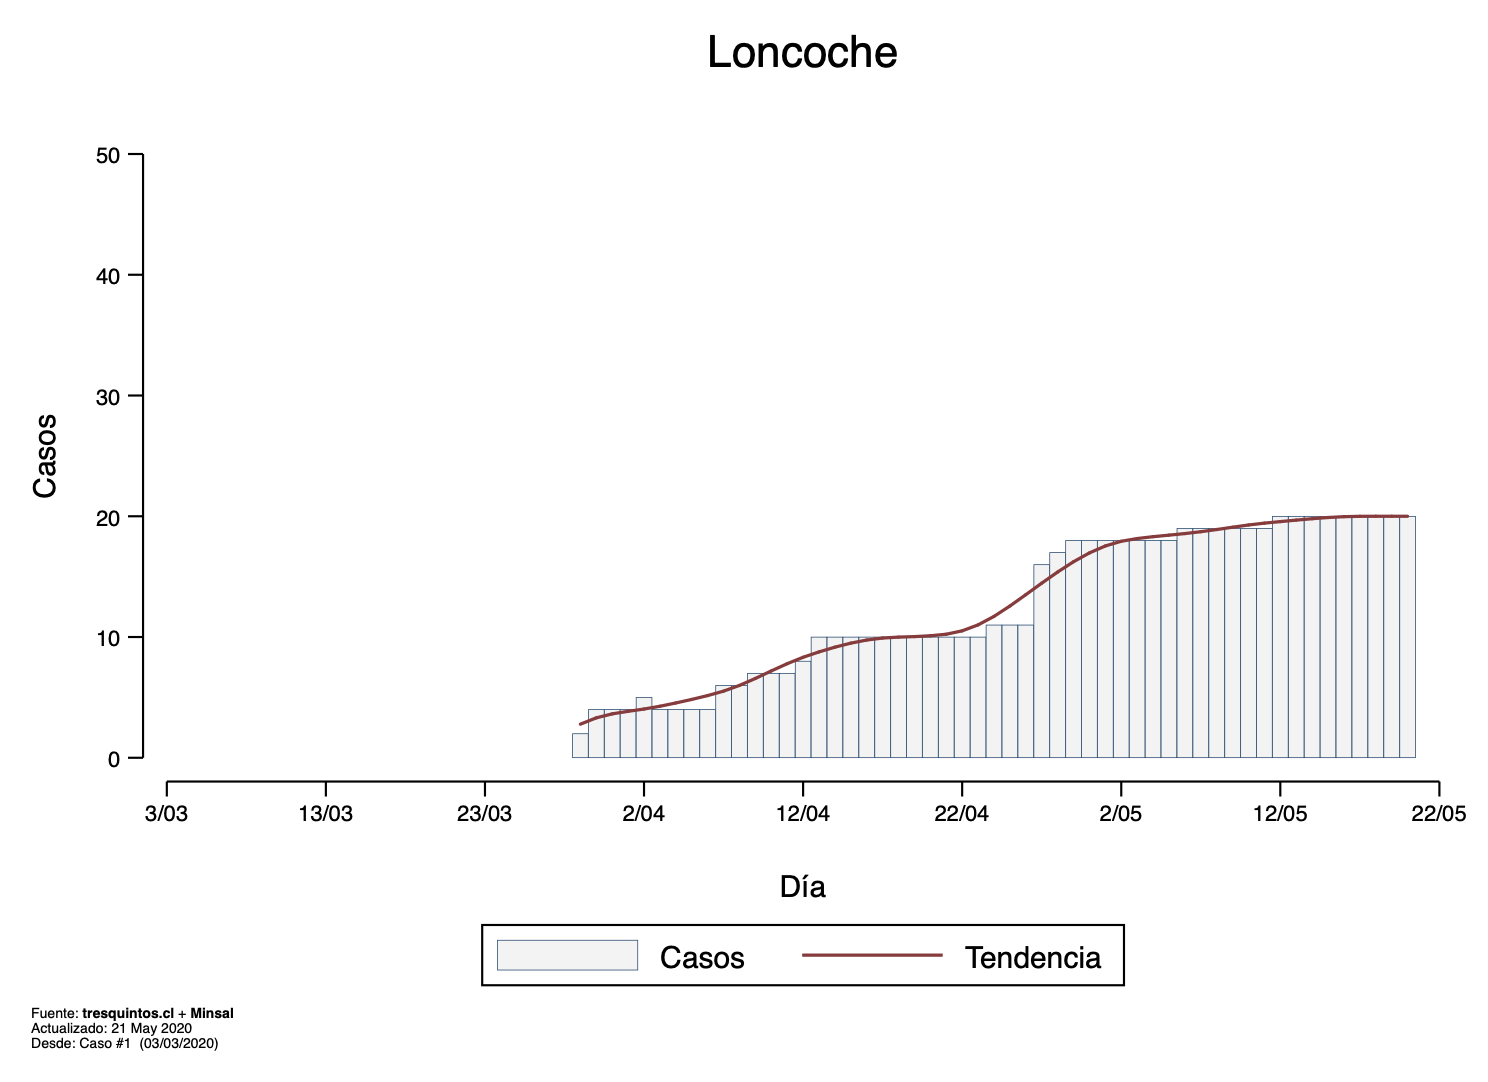 Loncoche
Casos
50
40
30
20
10
0
3/03 13/03 23/03 2/04 12/04 22/04 2/05 12/05 22/05
Día
Casos Tendencia
Fuente: tresquintos.cl + Minsal
Actualizado: 21 May 2020
Desde: Caso #1 (03/03/2020)